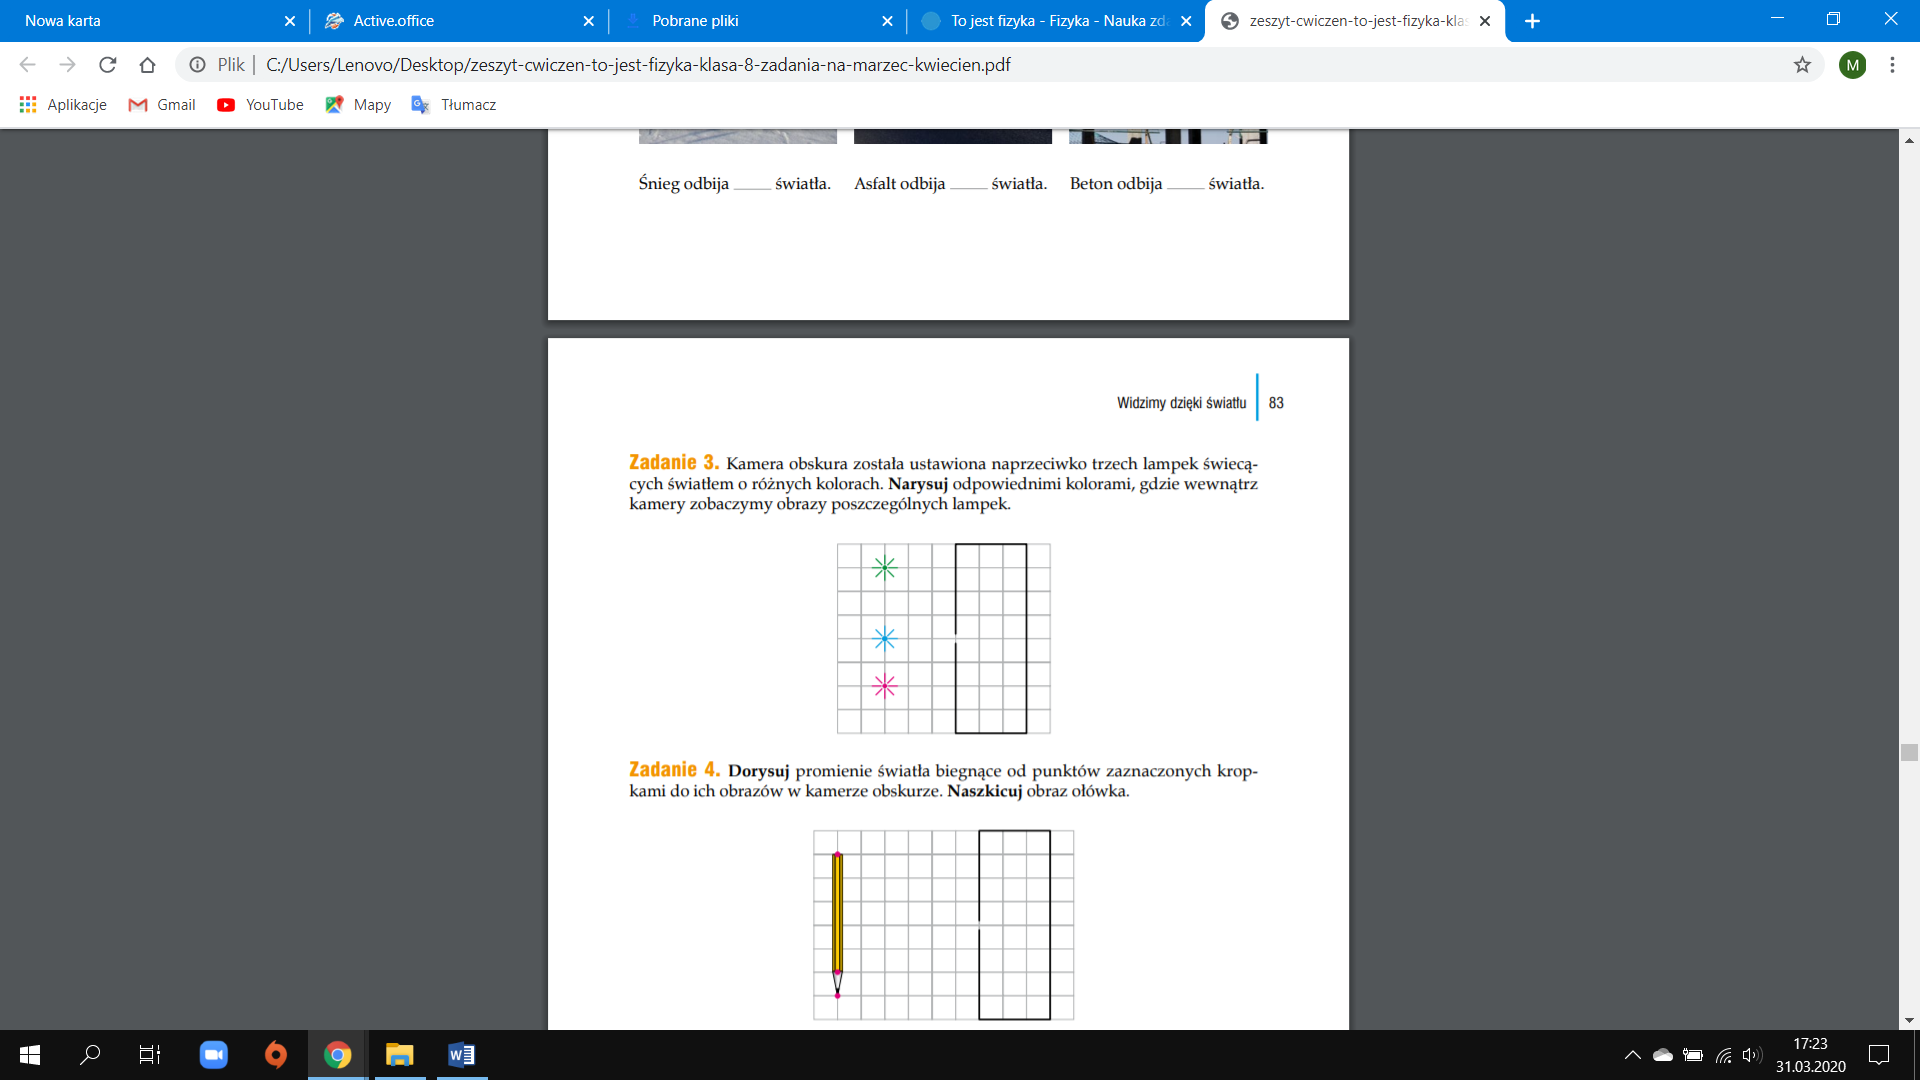 Nowa karta
Active.office
Pobrane pliki
To jest fizyka - Fizyka - Nauka zda
zeszyt-cwiczen-to-jest-fizyka-klas
Plik
C:/Users/Lenovo/Desktop/zeszyt-cwiczen-to-jest-fizyka-klasa-8-zadania-na-marzec-kwiecien.pdf
M
Aplikacje
Gmail
YouTube
Mapy
Tłumacz
Śnieg odbija ____ światła.
Asfalt odbija ____ światła.
Beton odbija ____ światła.
Widzimy dzięki światłu 83
Zadanie 3. Kamera obskura została ustawiona naprzeciwko trzech lampek świecą-
cych światłem o różnych kolorach. Narysuj odpowiednimi kolorami, gdzie wewnątrz
kamery zobaczymy obrazy poszczególnych lampek.
Zadanie 4. Dorysuj promienie światła biegnące od punktów zaznaczonych krop-
kami do ich obrazów w kamerze obskurze. Naszkicuj obraz ołówka.
17:23
31.03.2020